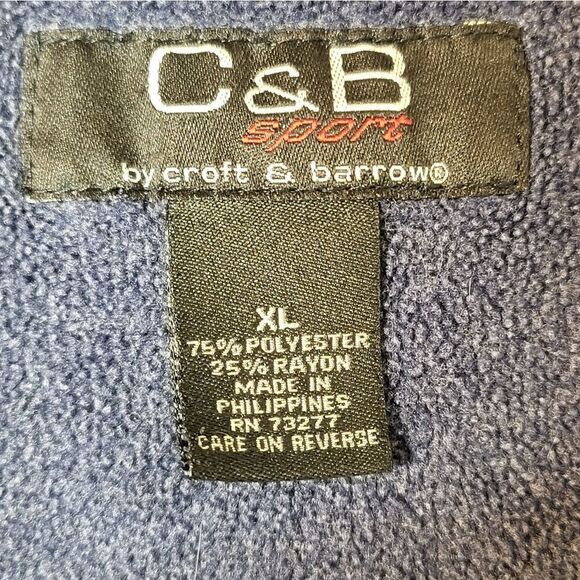 C & B
sport
by croft & barrow®
XL
75% POLYESTER
25% RAYON
MADE IN
PHILIPPINES
RN 73277
CARE ON REVERSE